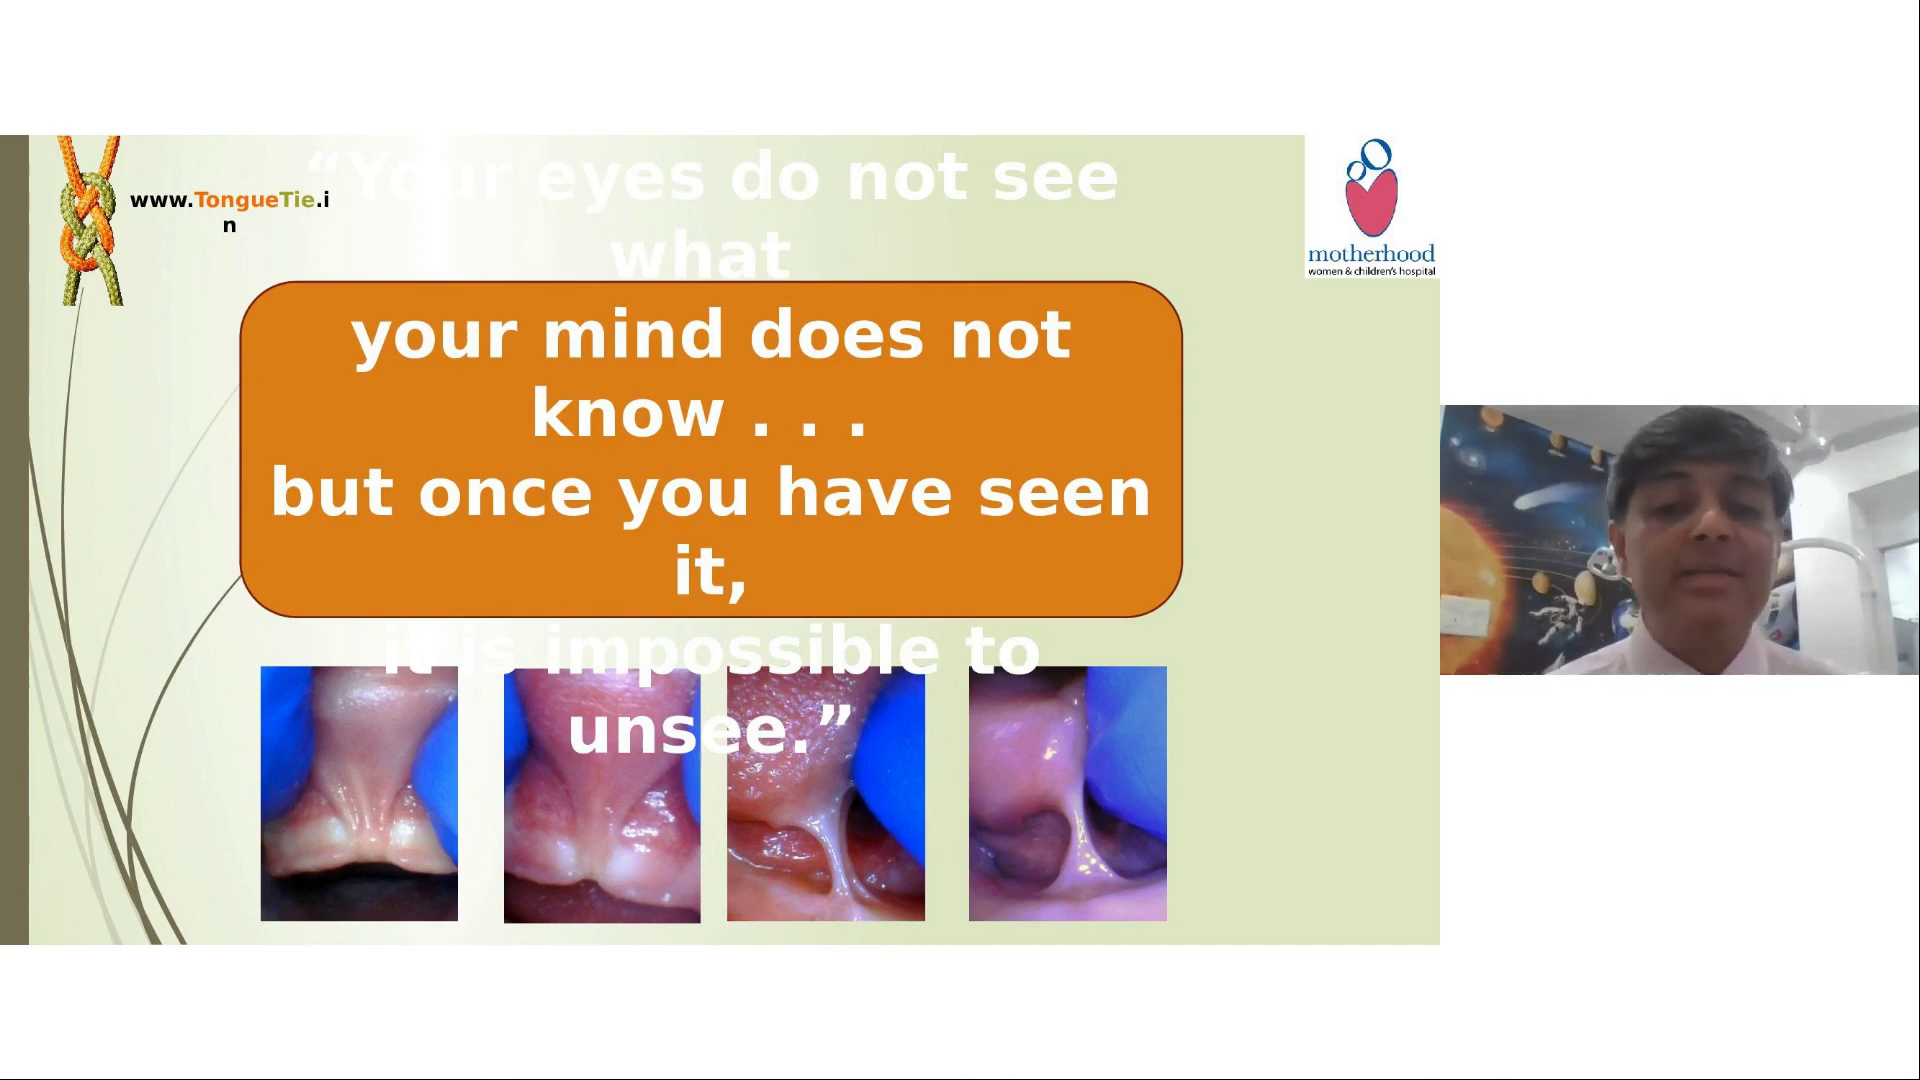 www.TongueTie.i
n
“Your eyes do not see
what
your mind does not
know . . .
but once you have seen
it,
it is impossible to
unsee.”
motherhood
women & children's hospital